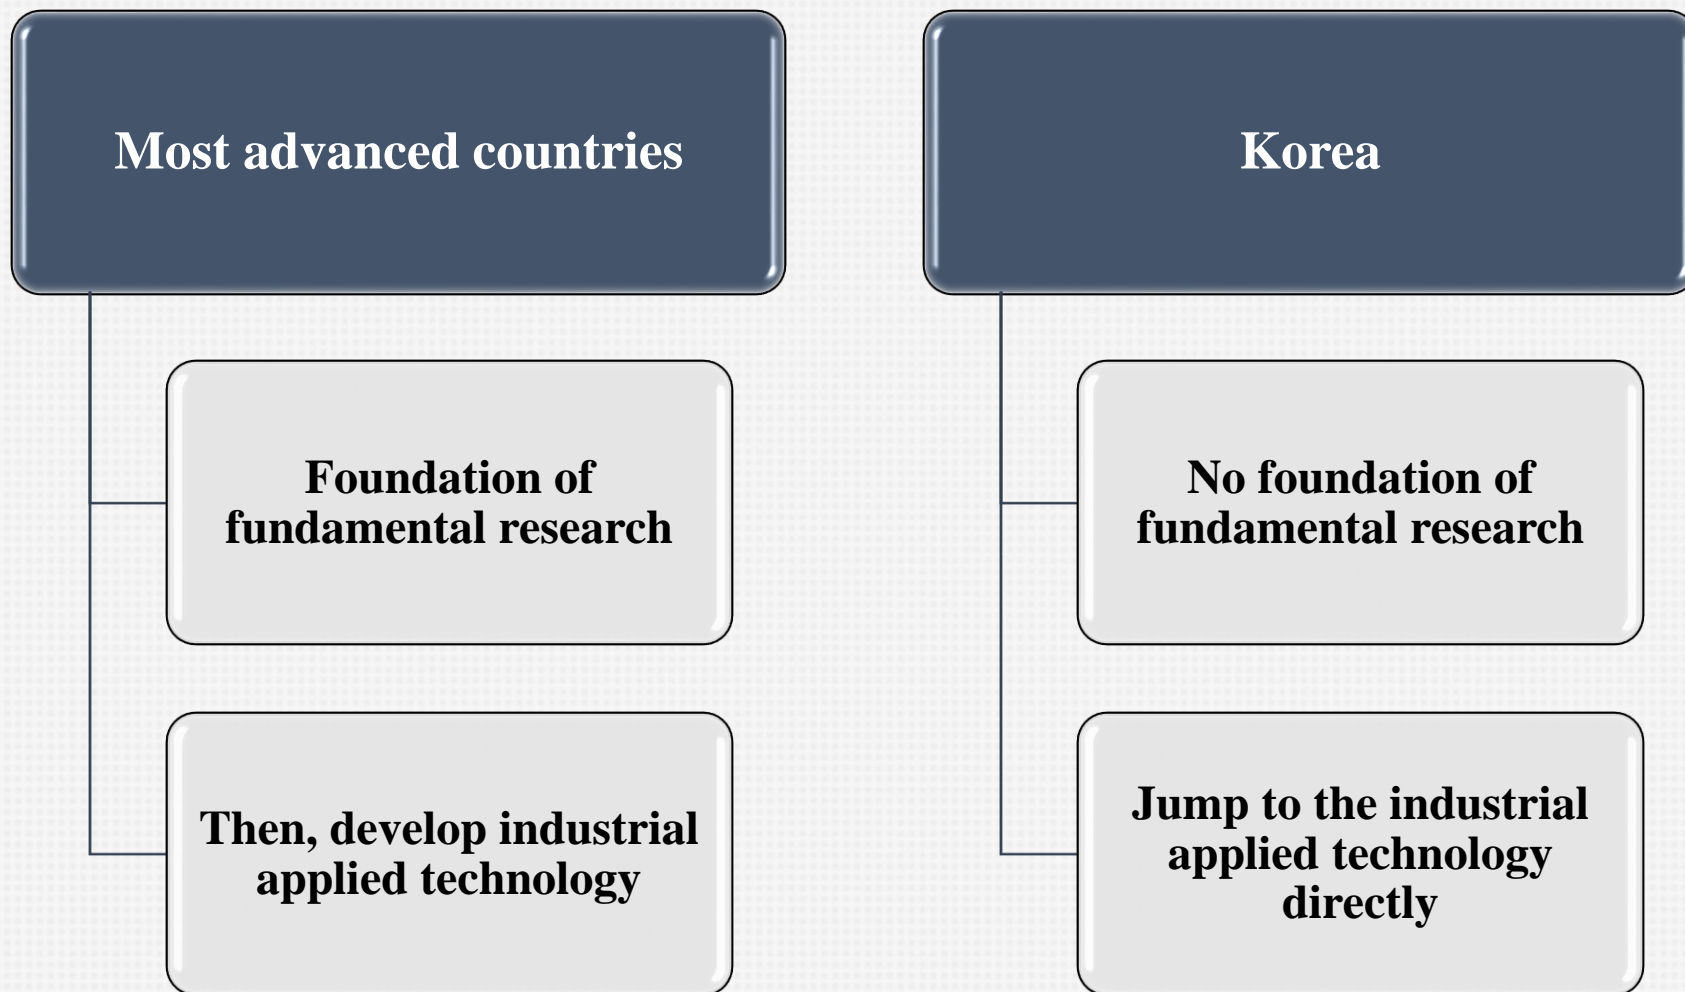 Most advanced countries
Foundation of
fundamental research
Then, develop industrial
applied technology
Korea
No foundation of
fundamental research
Jump to the industrial
applied technology
directly